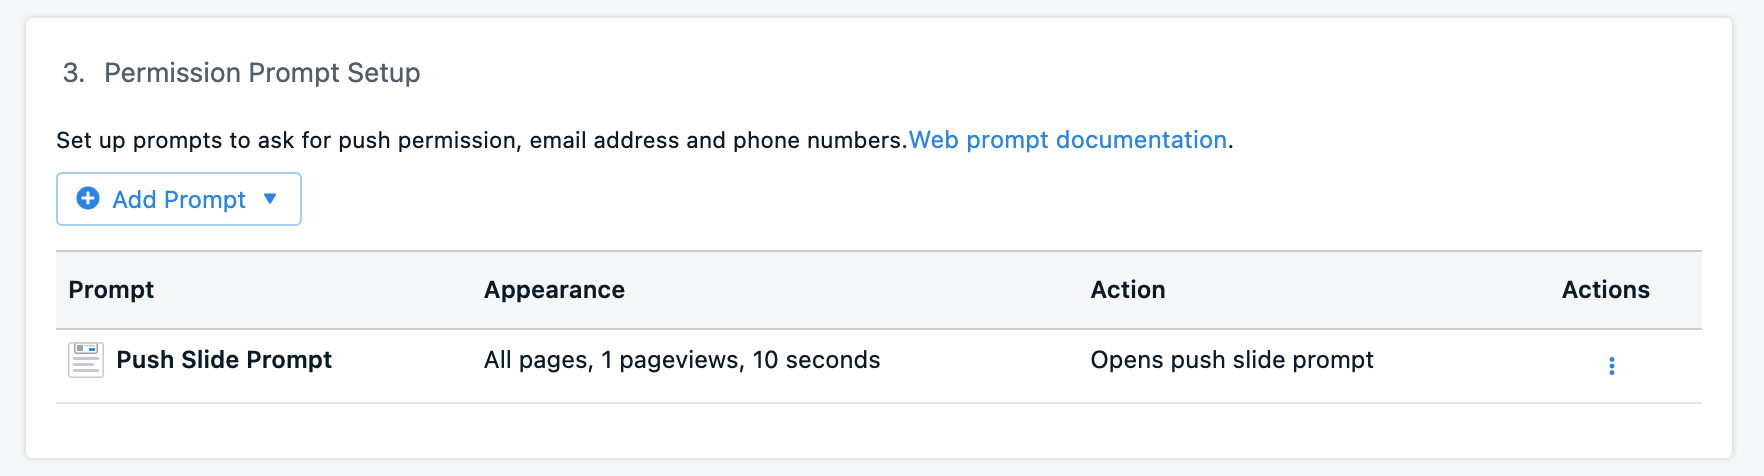 3. Permission Prompt Setup
Set up prompts to ask for push permission, email address and phone numbers.Web prompt documentation.
Add Prompt
Prompt Appearance Action Actions
Push Slide Prompt All pages, 1 pageviews, 10 seconds Opens push slide prompt